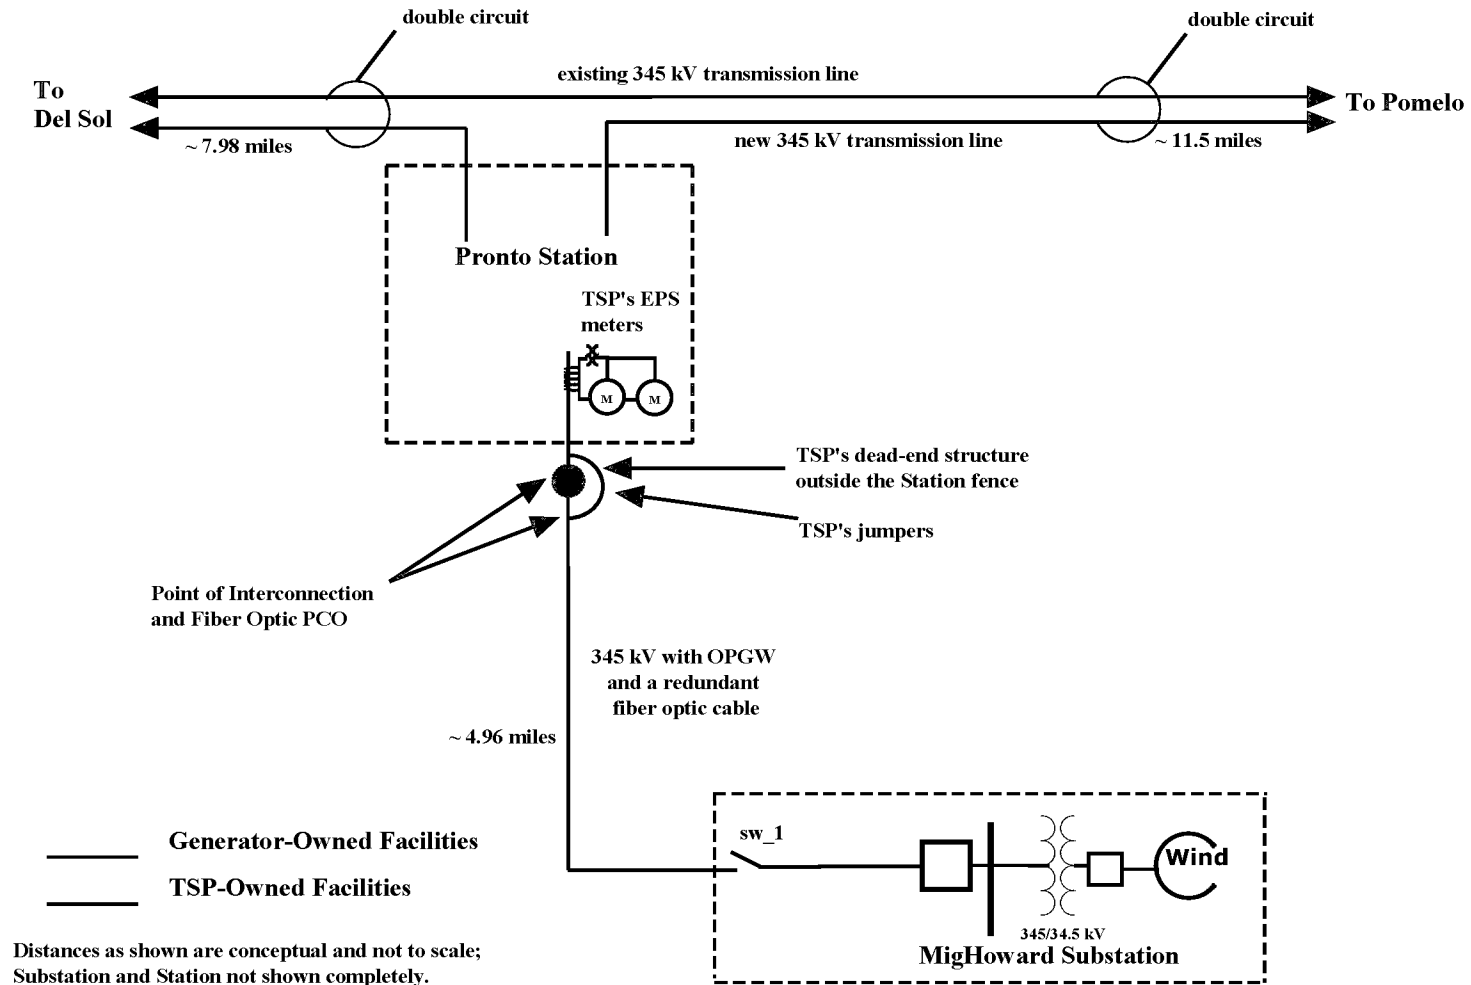 double circuit
double circuit
existing 345 kV transmission line
To
Del Sol
To Pomelo
~ 7.98 miles
new 345 kV transmission line
~ 11.5 miles
Pronto Station
TSP's EPS
meters
M
M
TSP's dead-end structure
outside the Station fence
TSP's jumpers
Point of Interconnection
and Fiber Optic PCO
345 kV with OPGW
and a redundant
fiber optic cable
~ 4.96 miles
sw_1
Wind
345/34.5 kV
MigHoward Substation
Generator-Owned Facilities
TSP-Owned Facilities
Distances as shown are conceptual and not to scale;
Substation and Station not shown completely.